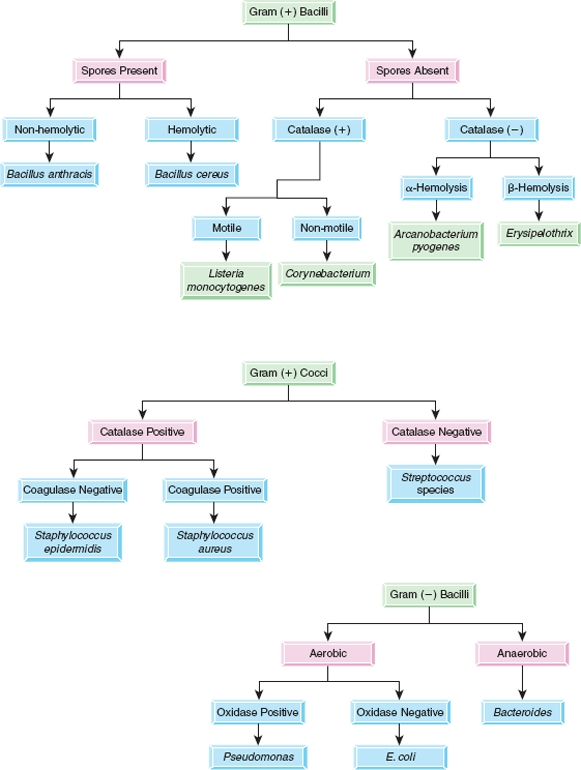 Gram (+) Bacilli
Spores Present
Spores Absent
Non-hemolytic
Hemolytic
Catalase (+)
Catalase (−)
Bacillus anthracis
Bacillus cereus
α-Hemolysis
β-Hemolysis
Motile
Non-motile
Arcanobacterium
pyogenes
Erysipelothrix
Listeria
monocytogenes
Corynebacterium
Gram (+) Cocci
Catalase Positive
Catalase Negative
Coagulase Negative
Coagulase Positive
Streptococcus
species
Staphylococcus
epidermidis
Staphylococcus
aureus
Gram (−) Bacilli
Aerobic
Anaerobic
Oxidase Positive
Oxidase Negative
Bacteroides
Pseudomonas
E. coli